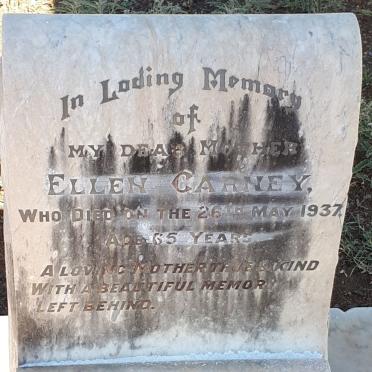 In Loving Memory
of
My Dear Mother
Ellen Carney,
Who Died on the 26th May 1937.
Aged 65 Years
A Loving Mother True & Kind
With a Beautiful Memory
Left Behind.